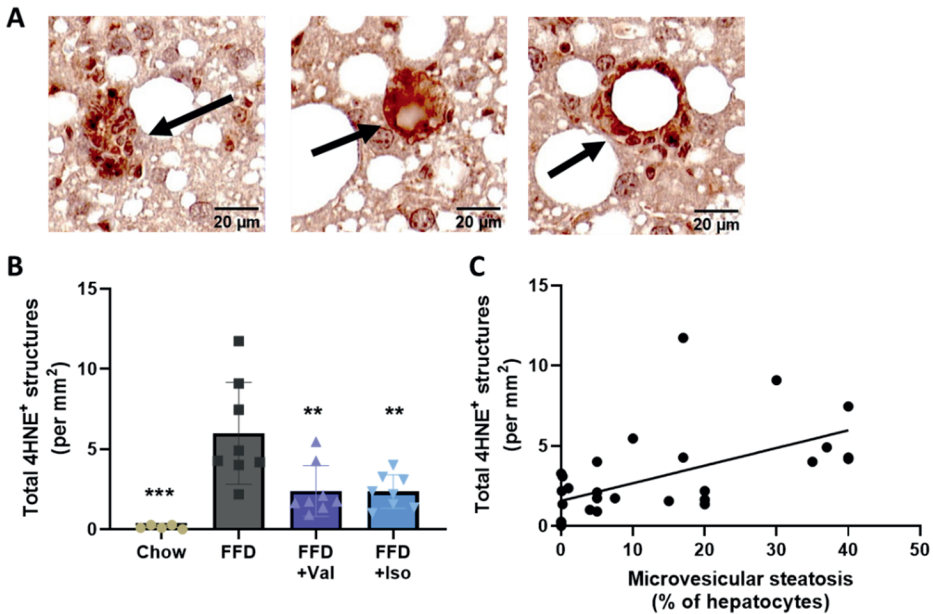 A
20 µm
20 µm
20 µm
B
Total 4HNE⁺ structures
(per mm²)
15
10
5
0
***
**
**
Chow
FFD
FFD
+Val
FFD
+Iso
C
Total 4HNE⁺ structures
(per mm²)
15
10
5
0
0
10
20
30
40
50
Microvesicular steatosis
(% of hepatocytes)